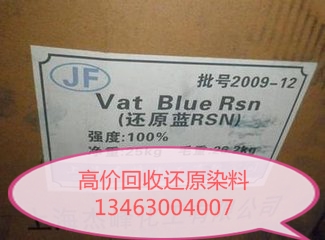 JF
批号2009-12
Vat Blue Rsn
(还原蓝RSN)
强度:100%
高价回收还原染料
13463004007